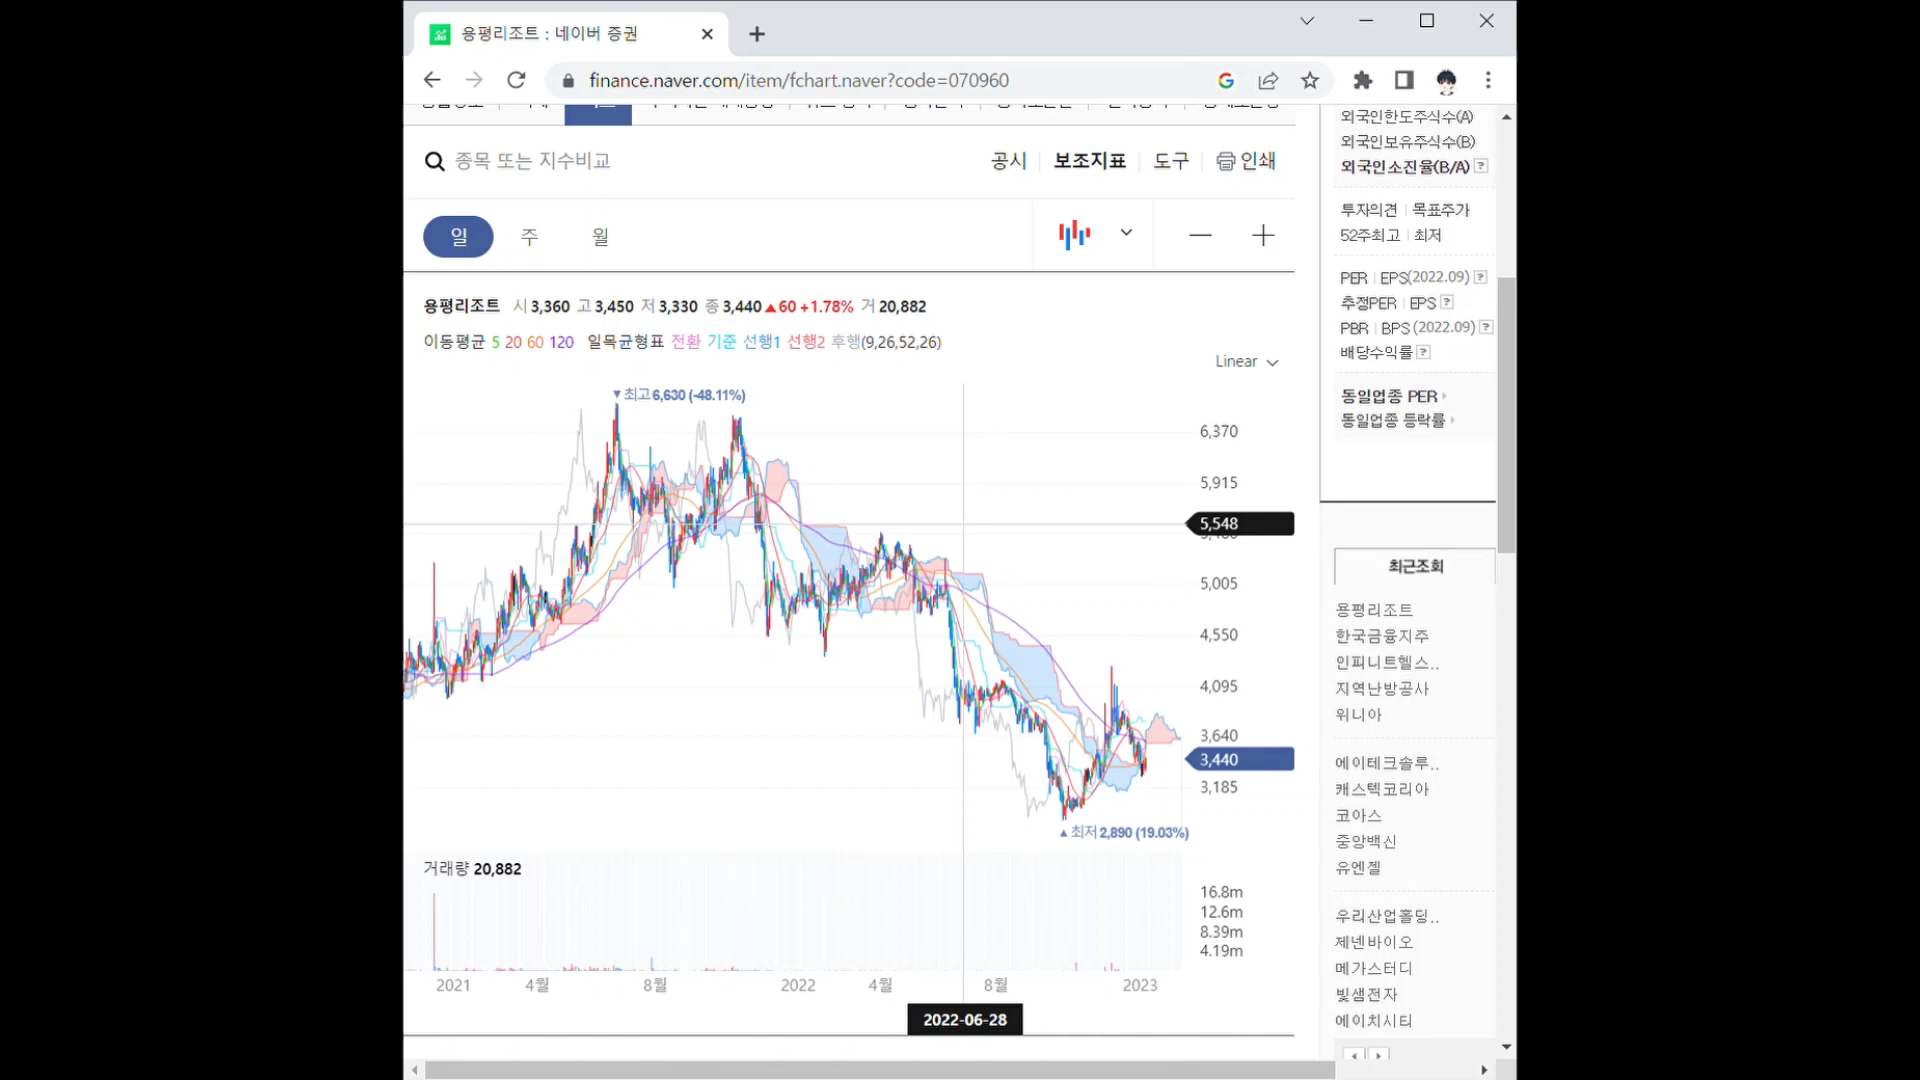 용평리조트 : 네이버 증권
finance.naver.com/item/fchart.naver?code=070960
종목 또는 지수비교
공시 보조지표 도구 인쇄
일 주 월
용평리조트 시 3,360 고 3,450 저 3,330 종 3,440 ▲60 +1.78% 거 20,882
이동평균 5 20 60 120 일목균형표 전환 기준 선행1 선행2 후행(9,26,52,26)
Linear
▼최고 6,630 (-48.11%)
6,370
5,915
5,548
5,005
4,550
4,095
3,640
3,440
3,185
▲최저 2,890 (19.03%)
거래량 20,882
16.8m
12.6m
8.39m
4.19m
2021 4월 8월 2022 4월 8월 2023
2022-06-28
외국인한도주식수(A)
외국인보유주식수(B)
외국인소진율(B/A) ?
투자의견 | 목표주가
52주최고 | 최저
PER | EPS(2022.09) ?
추정PER | EPS ?
PBR | BPS (2022.09) ?
배당수익률 ?
동일업종 PER
동일업종 등락률
최근조회
용평리조트
한국금융지주
인피니트헬스..
지역난방공사
위니아
에이테크솔루..
캐스텍코리아
코아스
중앙백신
유엔젤
우리산업홀딩..
제넨바이오
메가스터디
빛샘전자
에이치시티